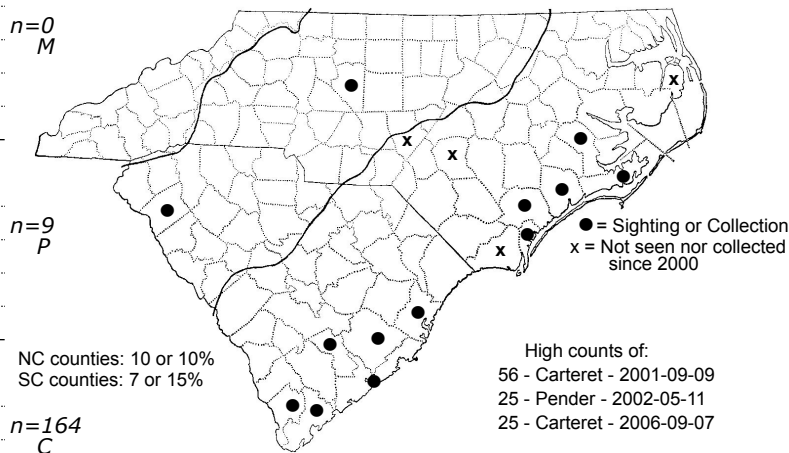 n=0
M
n=9
P
n=164
C
x
x
x
x
● = Sighting or Collection
x = Not seen nor collected
since 2000
NC counties: 10 or 10%
SC counties: 7 or 15%
High counts of:
56 - Carteret - 2001-09-09
25 - Pender - 2002-05-11
25 - Carteret - 2006-09-07